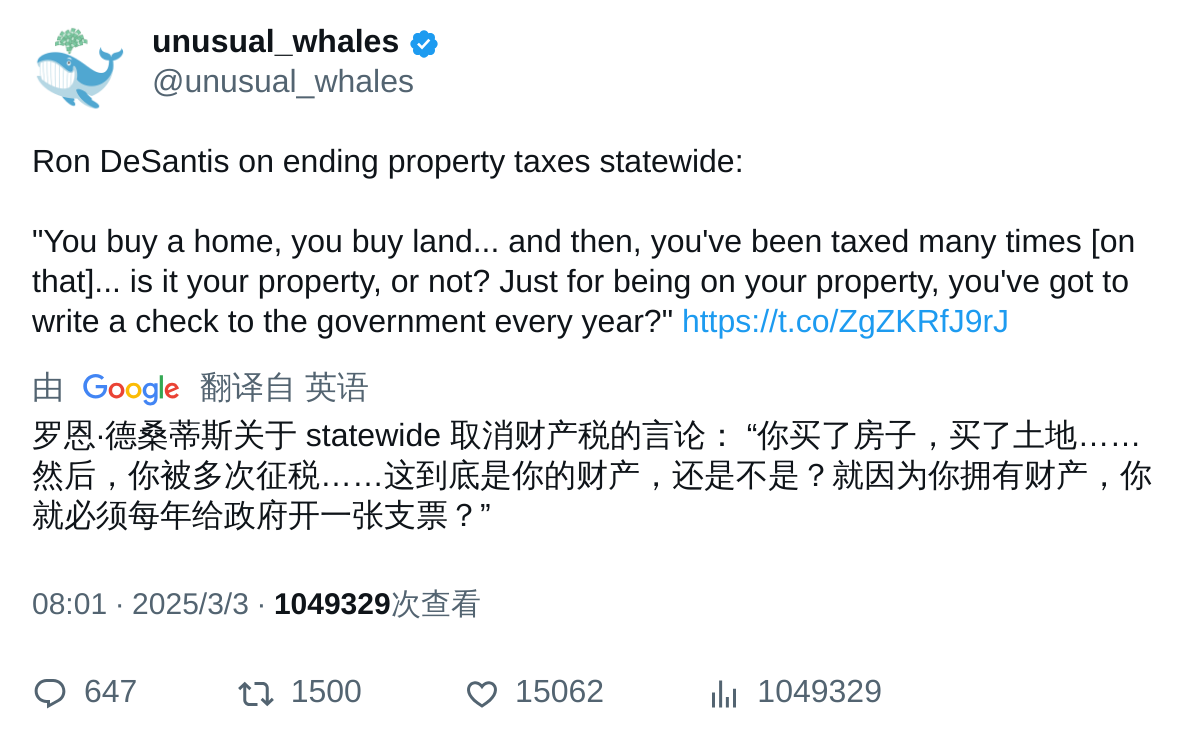 unusual_whales
@unusual_whales
Ron DeSantis on ending property taxes statewide:
"You buy a home, you buy land... and then, you've been taxed many times [on
that]... is it your property, or not? Just for being on your property, you've got to
write a check to the government every year?" https://t.co/ZgZKRfJ9rJ
由 Google 翻译自 英语
罗恩·德桑蒂斯关于 statewide 取消财产税的言论： “你买了房子，买了土地……
然后，你被多次征税……这到底是你的财产，还是不是？就因为你拥有财产，你
就必须每年给政府开一张支票？”
08:01 · 2025/3/3 · 1049329次查看
647 1500 15062 1049329